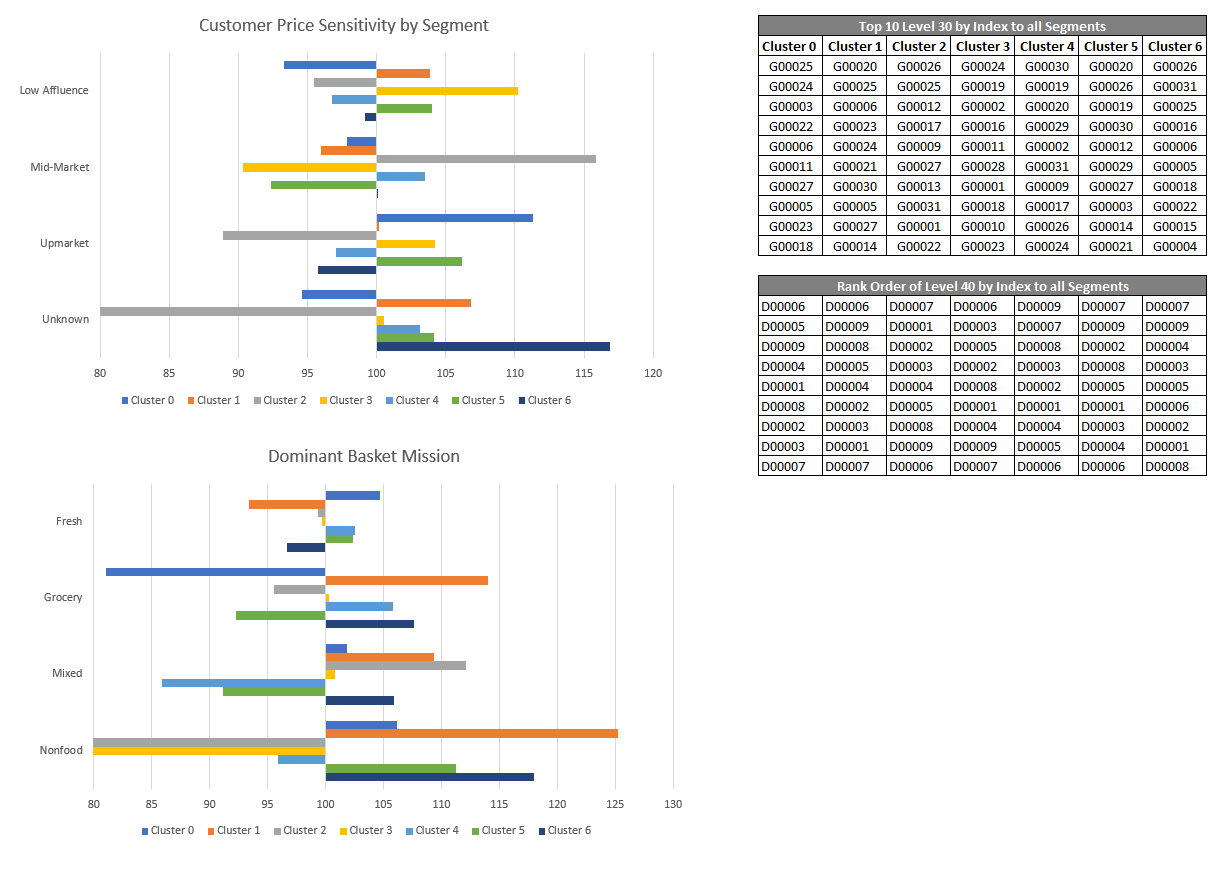 Customer Price Sensitivity by Segment
Low Affluence
Mid-Market
Upmarket
Unknown
80 85 90 95 100 105 110 115 120
Cluster 0 Cluster 1 Cluster 2 Cluster 3 Cluster 4 Cluster 5 Cluster 6
Dominant Basket Mission
Fresh
Grocery
Mixed
Nonfood
80 85 90 95 100 105 110 115 120 125 130
Cluster 0 Cluster 1 Cluster 2 Cluster 3 Cluster 4 Cluster 5 Cluster 6
Top 10 Level 30 by Index to all Segments
Cluster 0 Cluster 1 Cluster 2 Cluster 3 Cluster 4 Cluster 5 Cluster 6
G00025 G00020 G00026 G00024 G00030 G00020 G00026
G00024 G00025 G00025 G00019 G00019 G00026 G00031
G00003 G00006 G00012 G00002 G00020 G00019 G00025
G00022 G00023 G00017 G00016 G00029 G00030 G00016
G00006 G00024 G00009 G00011 G00002 G00012 G00006
G00011 G00021 G00027 G00028 G00031 G00029 G00005
G00027 G00030 G00013 G00001 G00009 G00027 G00018
G00005 G00005 G00031 G00018 G00017 G00003 G00022
G00023 G00027 G00001 G00010 G00026 G00014 G00015
G00018 G00014 G00022 G00023 G00024 G00021 G00004
Rank Order of Level 40 by Index to all Segments
D00006 D00006 D00007 D00006 D00009 D00007 D00007
D00005 D00009 D00001 D00003 D00007 D00009 D00009
D00009 D00008 D00002 D00005 D00008 D00002 D00004
D00004 D00005 D00003 D00002 D00003 D00008 D00003
D00001 D00004 D00004 D00008 D00002 D00005 D00005
D00008 D00002 D00005 D00001 D00001 D00001 D00006
D00002 D00003 D00008 D00004 D00004 D00003 D00002
D00003 D00001 D00009 D00009 D00005 D00004 D00001
D00007 D00007 D00006 D00007 D00006 D00006 D00008